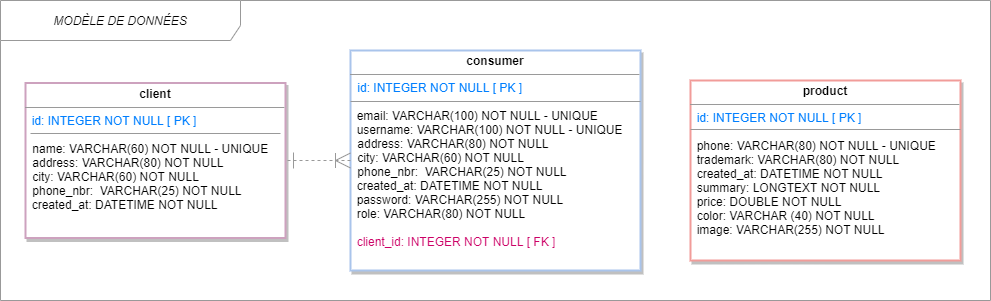 MODÈLE DE DONNÉES
client
id: INTEGER NOT NULL [ PK ]
name: VARCHAR(60) NOT NULL - UNIQUE
address: VARCHAR(80) NOT NULL
city: VARCHAR(60) NOT NULL
phone_nbr:  VARCHAR(25) NOT NULL
created_at: DATETIME NOT NULL
consumer
id: INTEGER NOT NULL [ PK ]
email: VARCHAR(100) NOT NULL - UNIQUE
username: VARCHAR(100) NOT NULL - UNIQUE
address: VARCHAR(80) NOT NULL
city: VARCHAR(60) NOT NULL
phone_nbr:  VARCHAR(25) NOT NULL
created_at: DATETIME NOT NULL
password: VARCHAR(255) NOT NULL
role: VARCHAR(80) NOT NULL
client_id: INTEGER NOT NULL [ FK ]
product
id: INTEGER NOT NULL [ PK ]
phone: VARCHAR(80) NOT NULL - UNIQUE
trademark: VARCHAR(80) NOT NULL
created_at: DATETIME NOT NULL
summary: LONGTEXT NOT NULL
price: DOUBLE NOT NULL
color: VARCHAR (40) NOT NULL
image: VARCHAR(255) NOT NULL